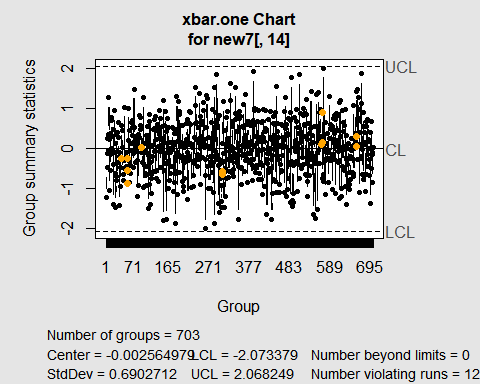 xbar.one Chart
for new7[, 14]
Group summary statistics
2
1
0
-1
-2
UCL
CL
LCL
1 71 165 271 377 483 589 695
Group
Number of groups = 703
Center = -0.002564979 LCL = -2.073379 Number beyond limits = 0
StdDev = 0.6902712 UCL = 2.068249 Number violating runs = 12